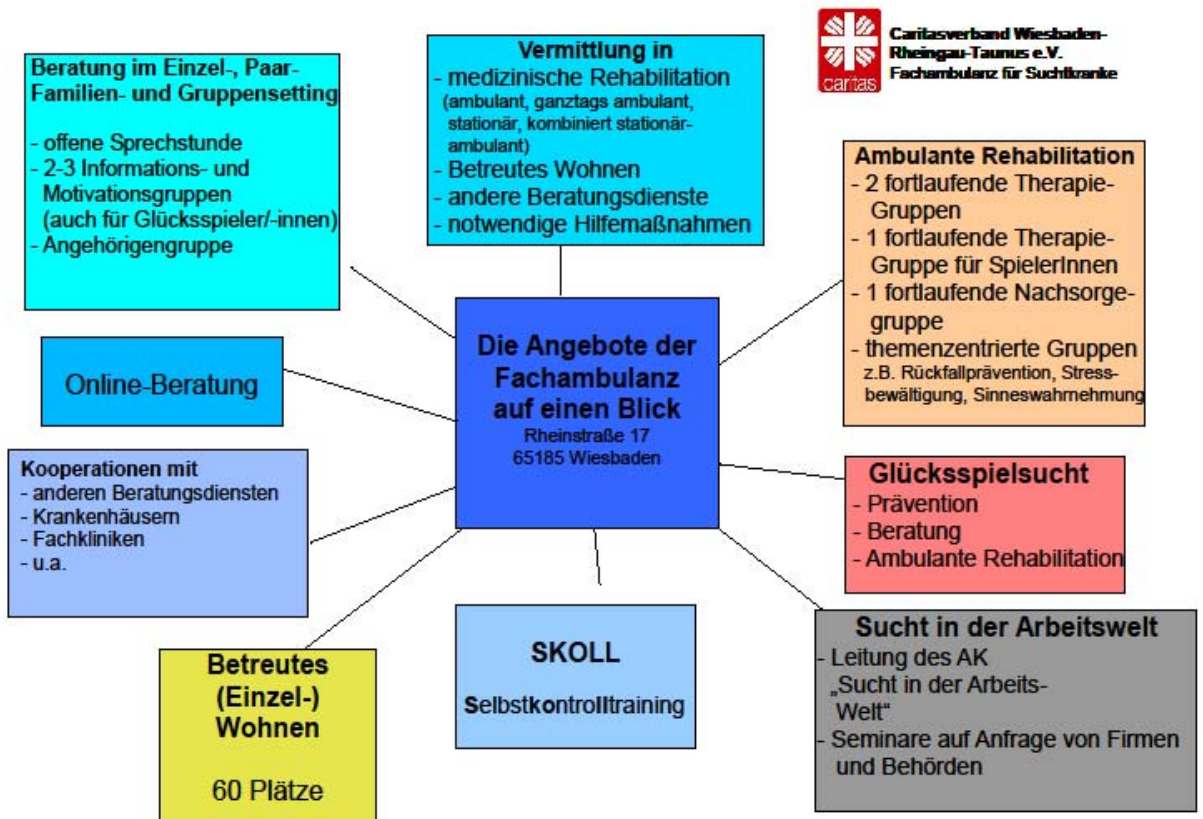 Caritasverband Wiesbaden-
Rheingau-Taunus e.V.
Fachambulanz für Suchtkranke
caritas
Beratung im Einzel-, Paar-
Familien- und Gruppensetting
- offene Sprechstunde
- 2-3 Informations- und
Motivationsgruppen
(auch für Glücksspieler/-innen)
- Angehörigengruppe
Vermittlung in
- medizinische Rehabilitation
(ambulant, ganztags ambulant,
stationär, kombiniert stationär-
ambulant)
- Betreutes Wohnen
- andere Beratungsdienste
- notwendige Hilfemaßnahmen
Ambulante Rehabilitation
- 2 fortlaufende Therapie-
Gruppen
- 1 fortlaufende Therapie-
Gruppe für SpielerInnen
- 1 fortlaufende Nachsorge-
gruppe
- themenzentrierte Gruppen
z.B. Rückfallprävention, Stress-
bewältigung, Sinneswahrnehmung
Die Angebote der
Fachambulanz
auf einen Blick
Rheinstraße 17
65185 Wiesbaden
Online-Beratung
Kooperationen mit
- anderen Beratungsdiensten
- Krankenhäusern
- Fachkliniken
- u.a.
Glücksspielsucht
- Prävention
- Beratung
- Ambulante Rehabilitation
Betreutes
(Einzel-)
Wohnen
60 Plätze
SKOLL
Selbstkontrolltraining
Sucht in der Arbeitswelt
- Leitung des AK
„Sucht in der Arbeits-
Welt“
- Seminare auf Anfrage von Firmen
und Behörden